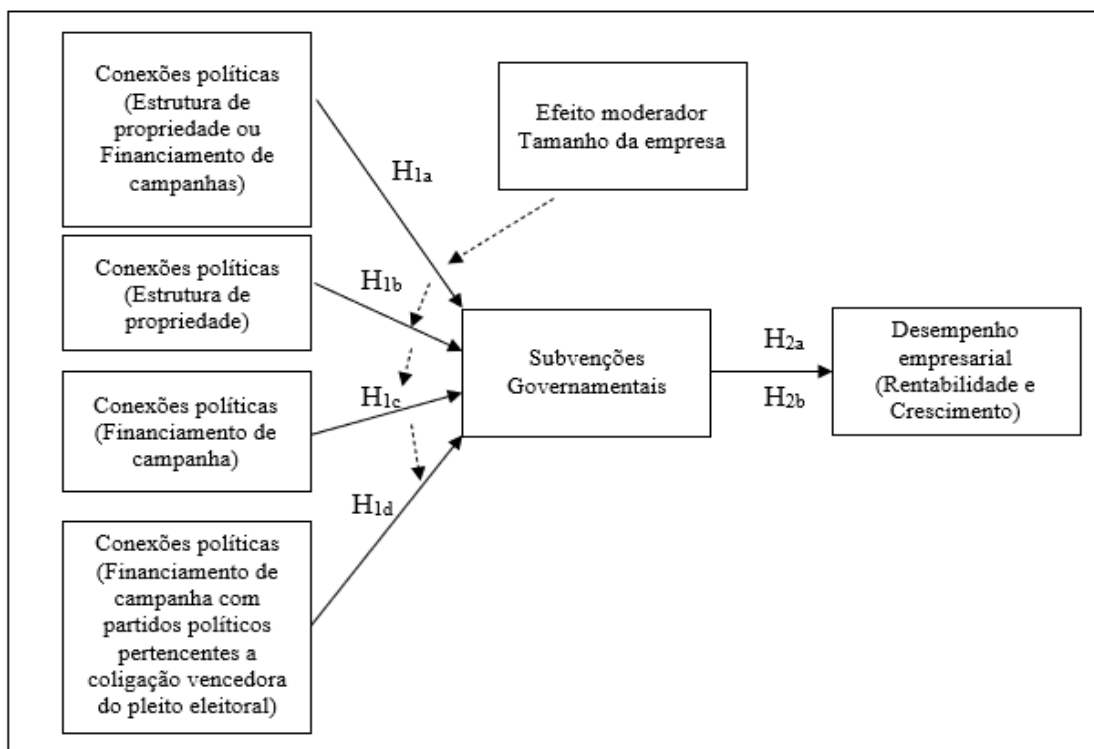 Conexões políticas
(Estrutura de
propriedade ou
Financiamento de
campanhas)
Efeito moderador
Tamanho da empresa
H1a
Conexões políticas
(Estrutura de
propriedade)
H1b
Conexões políticas
(Financiamento de
campanha)
H1c
Conexões políticas
(Financiamento de
campanha com
partidos políticos
pertencentes a
coligação vencedora
do pleito eleitoral)
H1d
Subvenções
Governamentais
H2a
H2b
Desempenho
empresarial
(Rentabilidade e
Crescimento)